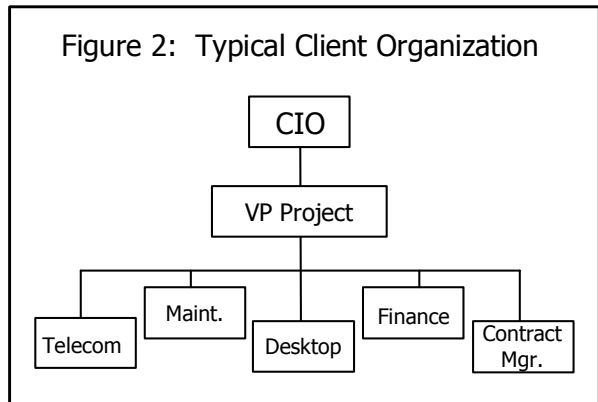 Figure 2: Typical Client Organization
CIO
VP Project
Telecom
Maint.
Desktop
Finance
Contract
Mgr.